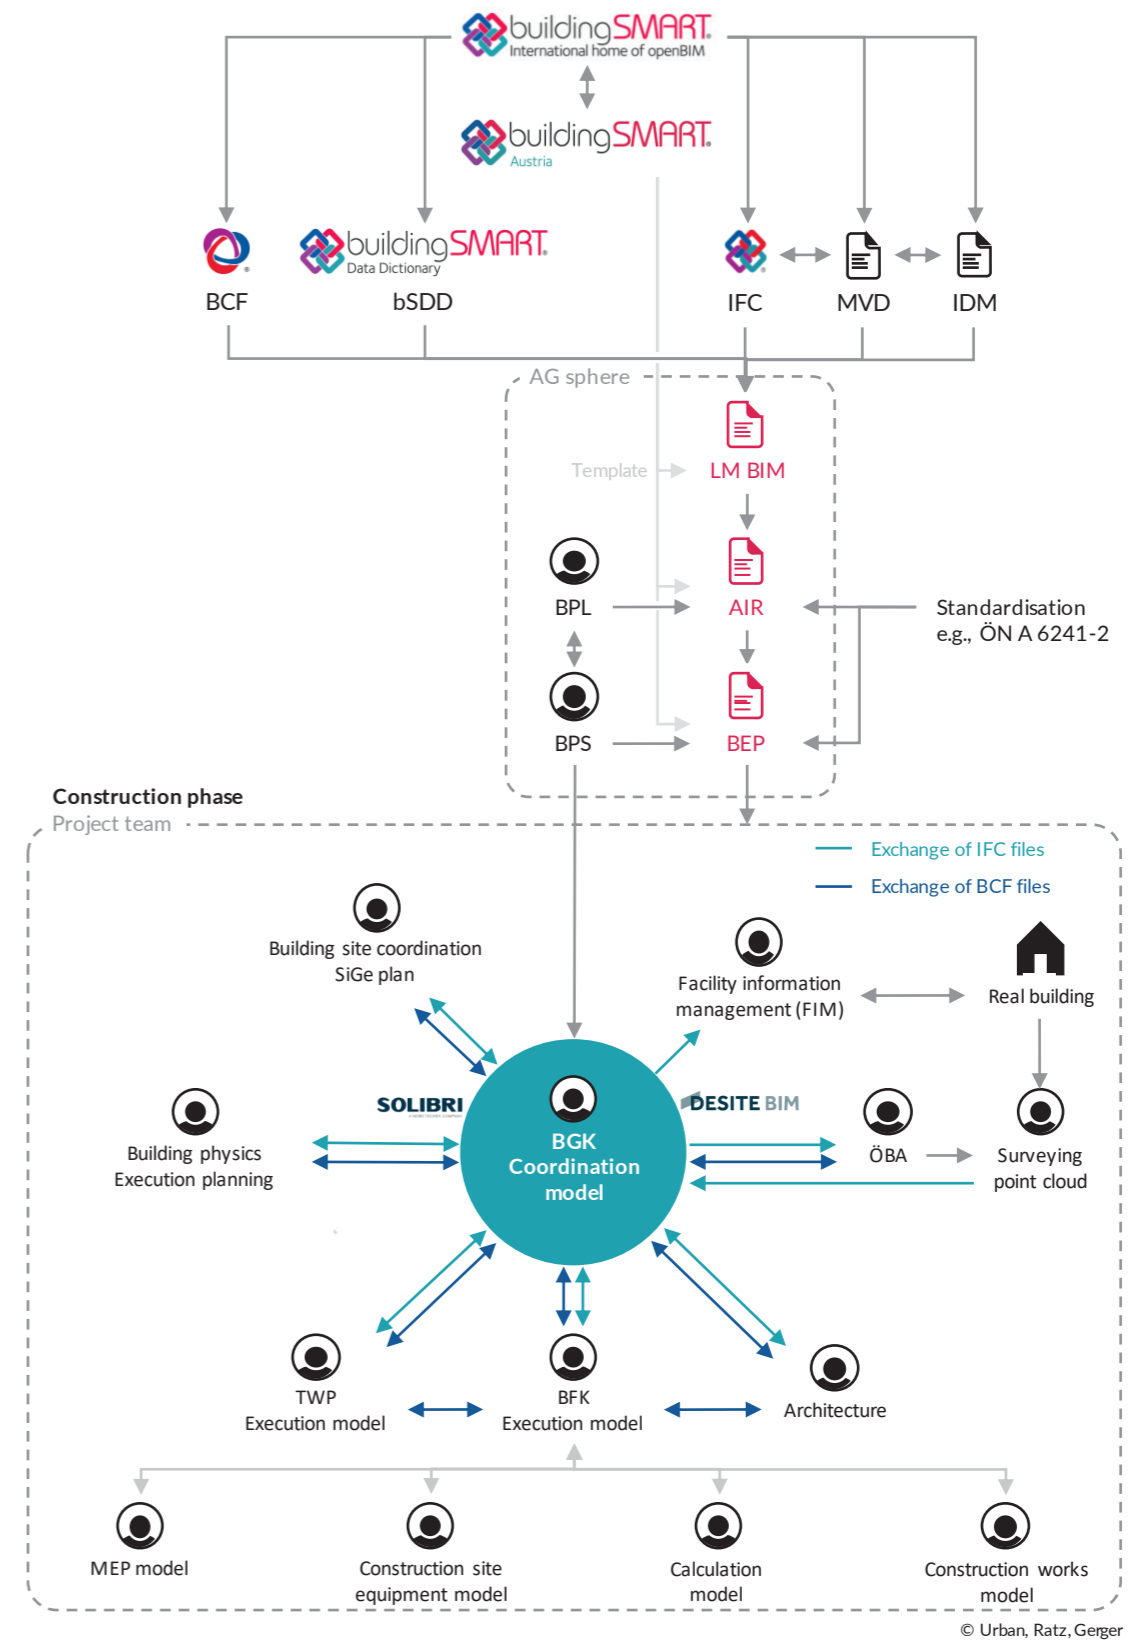 buildingSMART®
International home of openBIM
buildingSMART®
Austria
buildingSMART®
Data Dictionary
BCF
bSDD
IFC
MVD
IDM
AG sphere
LM BIM
Template
BPL
AIR
Standardisation
e.g., ÖN A 6241-2
BPS
BEP
Construction phase
Project team
Exchange of IFC files
Exchange of BCF files
Building site coordination
SiGe plan
Facility information
management (FIM)
Real building
SOLIBRI
DESITE BIM
BGK
Coordination
model
Building physics
Execution planning
ÖBA
Surveying
point cloud
TWP
Execution model
BFK
Execution model
Architecture
MEP model
Construction site
equipment model
Calculation
model
Construction works
model
© Urban, Ratz, Gerger